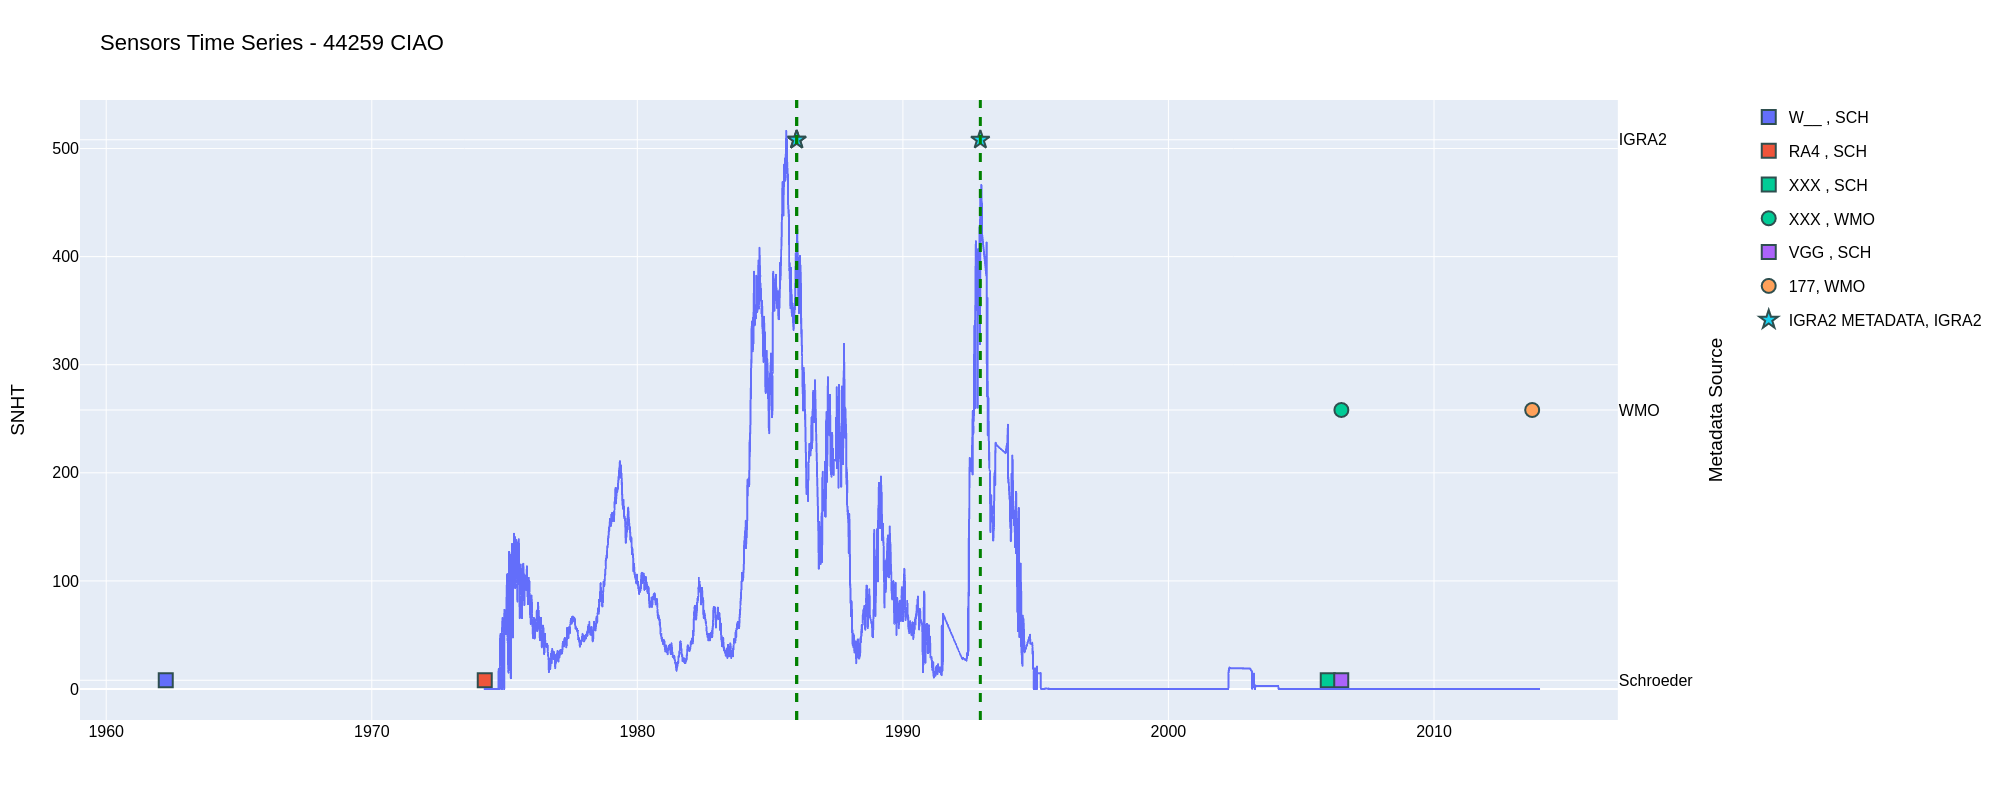 Sensors Time Series - 44259 CIAO
SNHT
500
400
300
200
100
0
1960
1970
1980
1990
2000
2010
IGRA2
WMO
Schroeder
Metadata Source
W__ , SCH
RA4 , SCH
XXX , SCH
XXX , WMO
VGG , SCH
177, WMO
IGRA2 METADATA, IGRA2